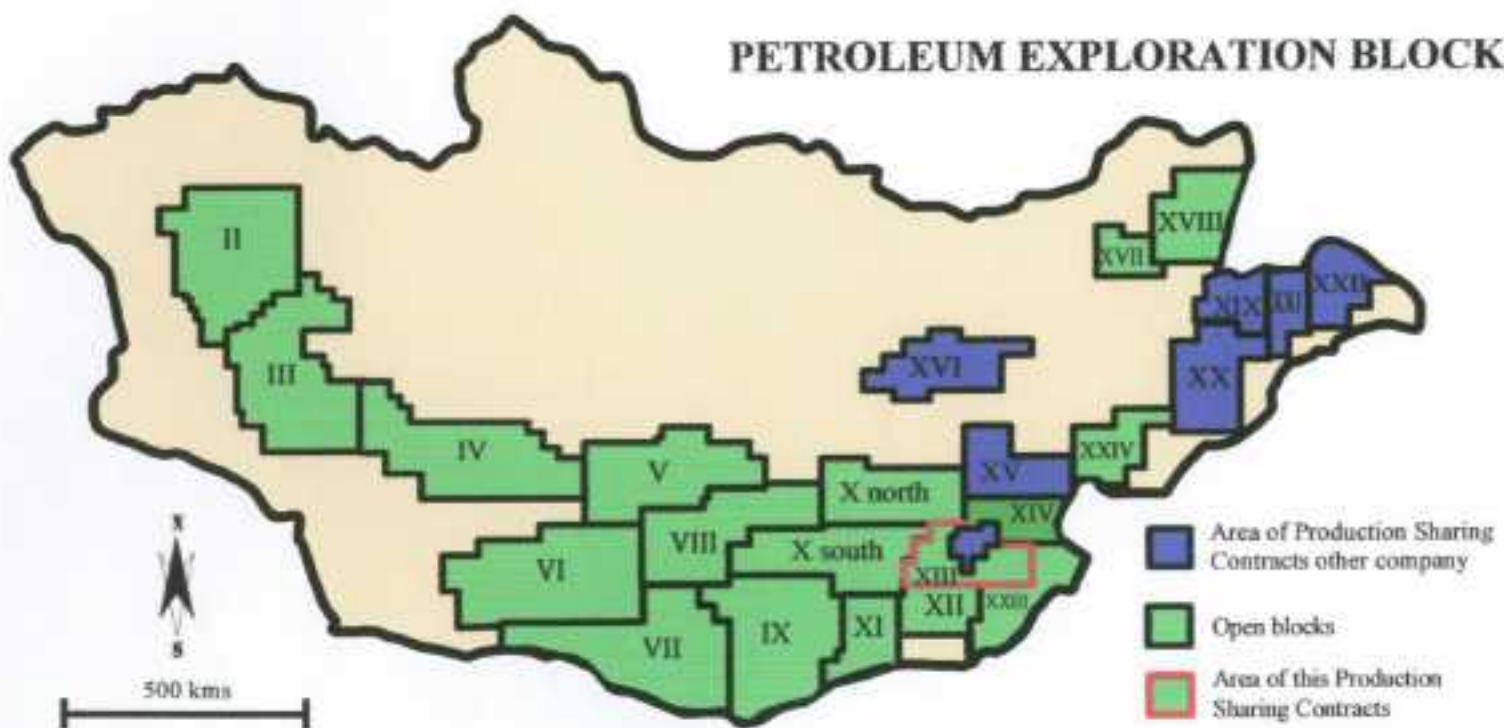 PETROLEUM EXPLORATION BLOCK
II
XVIII
XVII
XXII
XIX
XXI
III
XVI
XX
IV
V
XXIV
XV
X north
XIV
VIII
X south
VI
XIII
XII
XXIII
IX
XI
VII
N
S
500 kms
Area of Production Sharing
Contracts other company
Open blocks
Area of this Production
Sharing Contracts